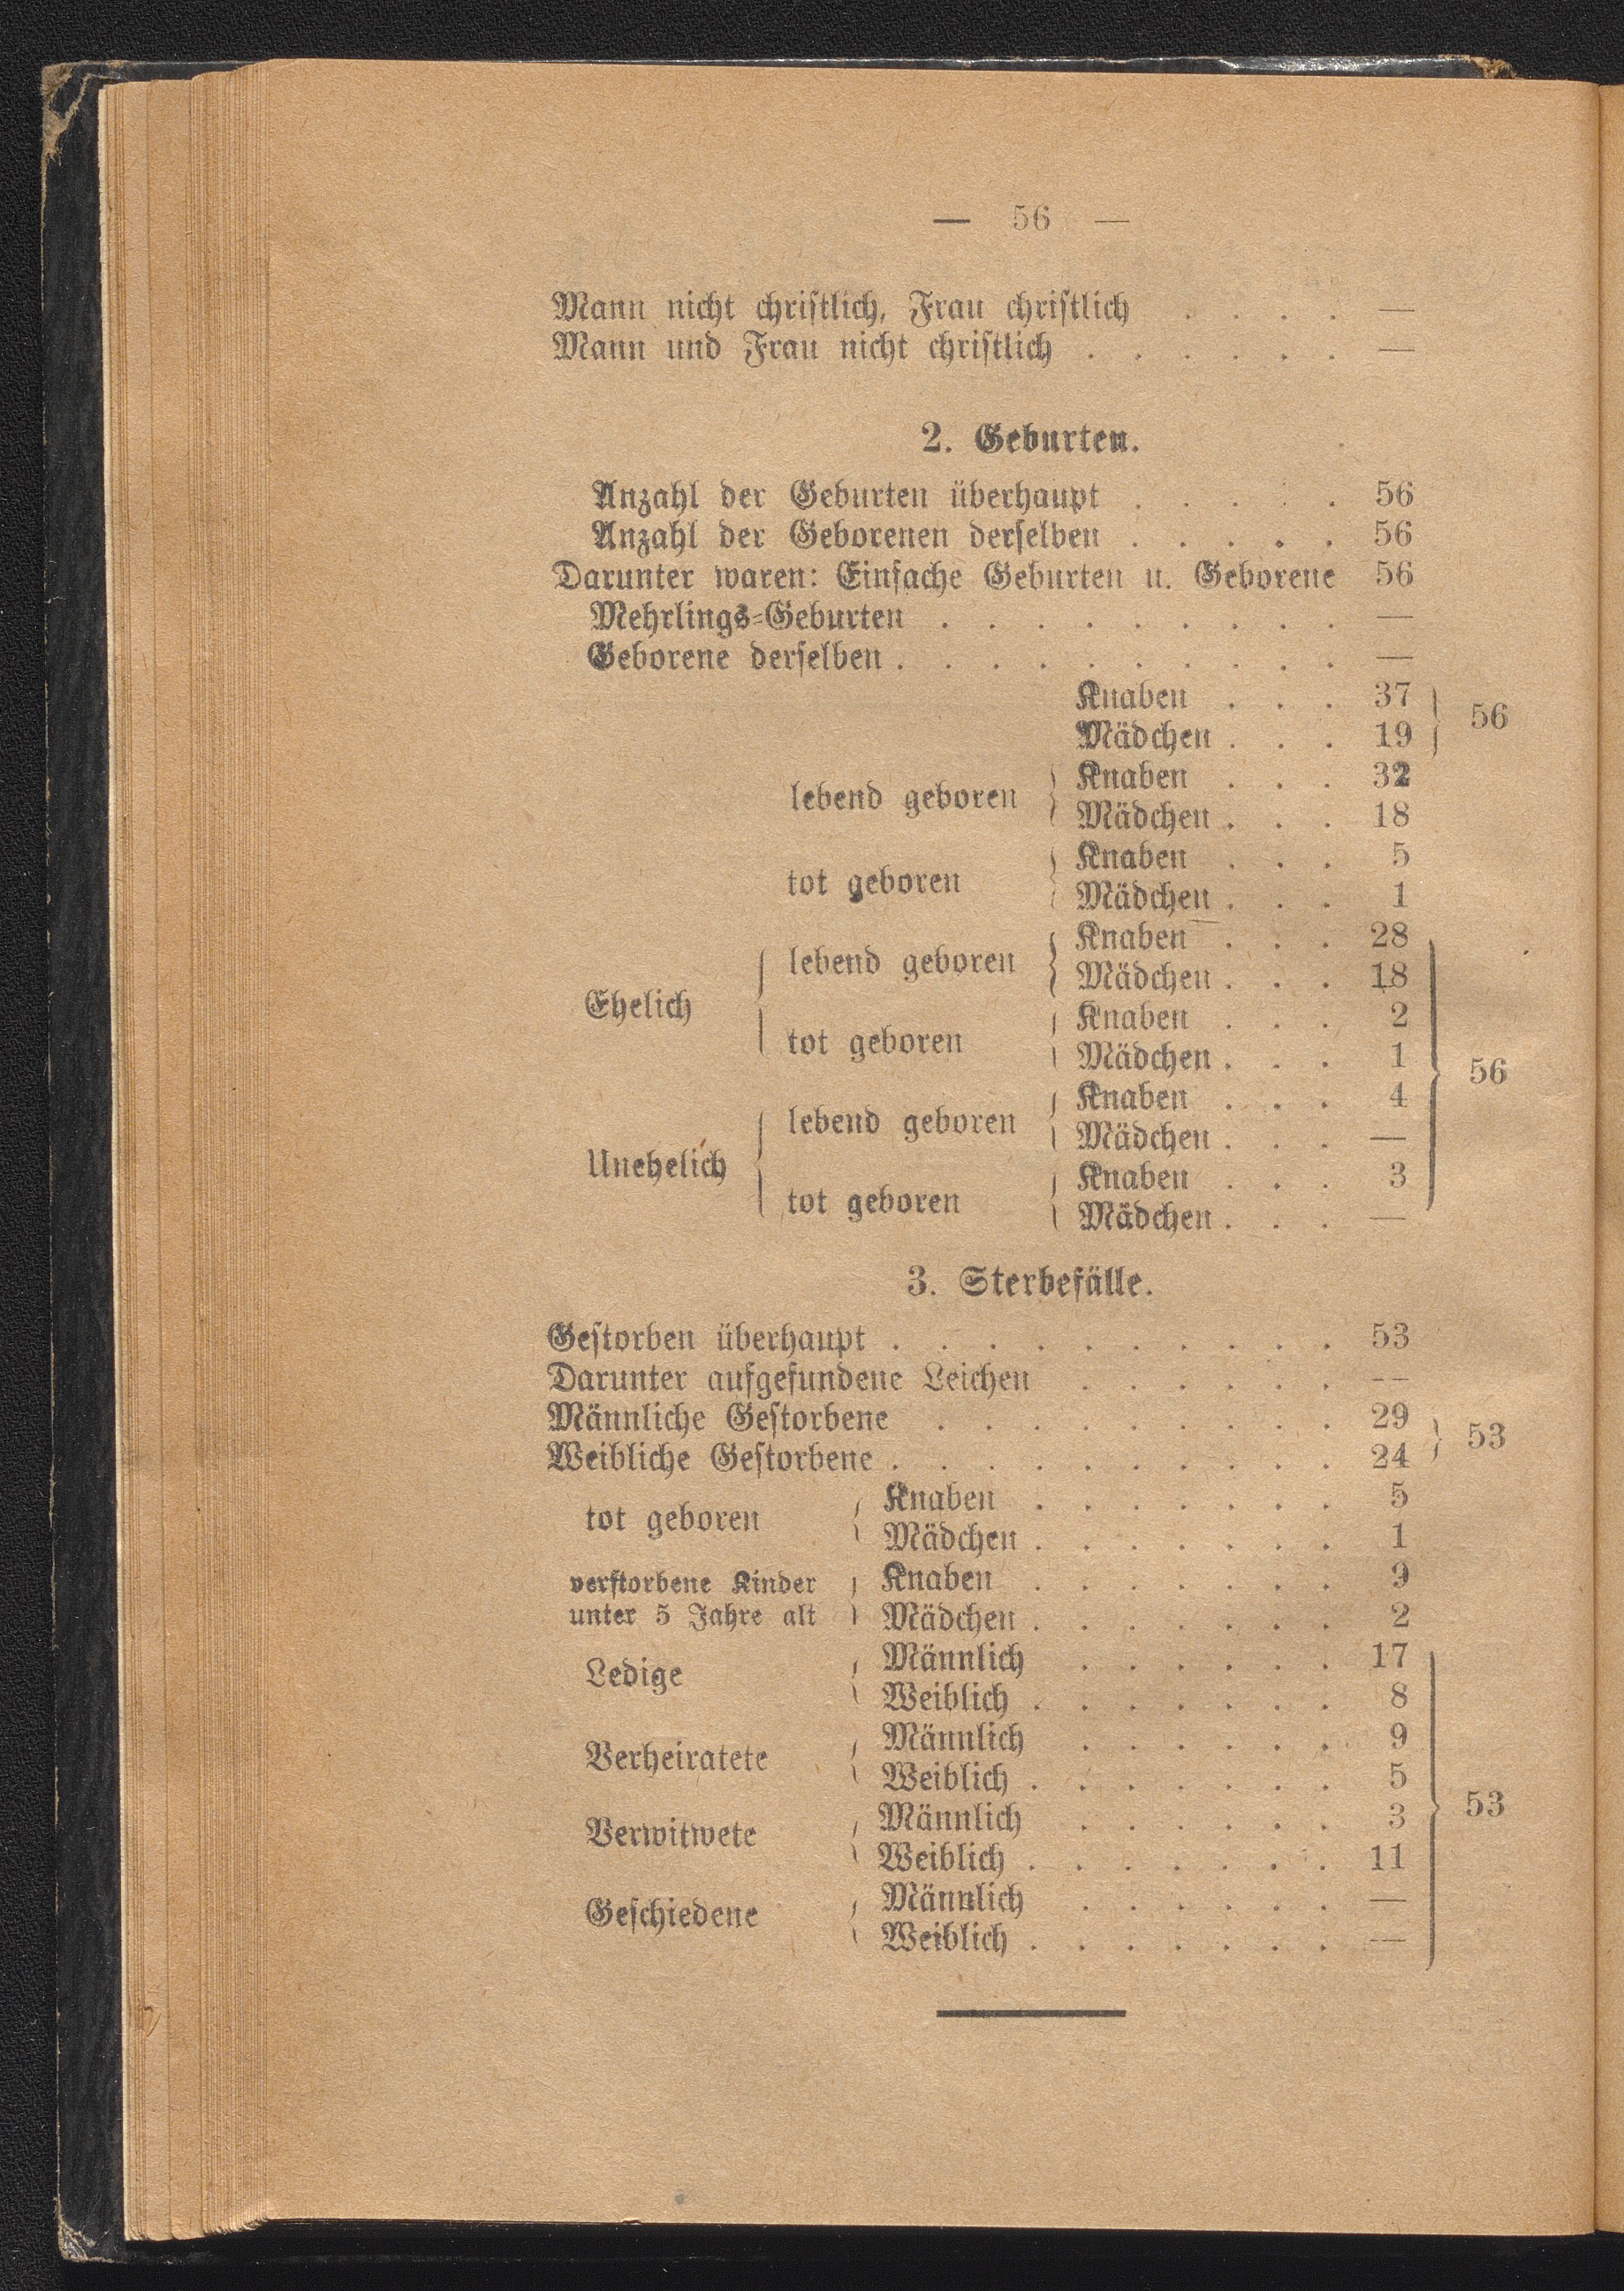 — 56 —
Mann nicht christlich, Frau christlich . . . . —
Mann und Frau nicht christlich . . . . . . —
2. Geburten.
Anzahl der Geburten überhaupt . . . . . 56
Anzahl der Geborenen derselben . . . . . 56
Darunter waren: Einfache Geburten u. Geborene 56
Mehrlings-Geburten . . . . . . . . . —
Geborene derselben . . . . . . . . . . —
Knaben . . . 37
56
Mädchen . . . 19
lebend geboren
Knaben . . . 32
Mädchen . . . 18
tot geboren
Knaben . . . 5
Mädchen . . . 1
Ehelich
lebend geboren
Knaben . . . 28
Mädchen . . . 18
tot geboren
Knaben . . . 2
Mädchen . . . 1
56
Unehelich
lebend geboren
Knaben . . . 4
Mädchen . . . —
tot geboren
Knaben . . . 3
Mädchen . . . —
3. Sterbefälle.
Gestorben überhaupt . . . . . . . . . . 53
Darunter aufgefundene Leichen . . . . . . —
Männliche Gestorbene . . . . . . . . . 29
53
Weibliche Gestorbene . . . . . . . . . . 24
tot geboren
Knaben . . . . . . . 5
Mädchen . . . . . . . 1
verstorbene Kinder
unter 5 Jahre alt
Knaben . . . . . . . 9
Mädchen . . . . . . . 2
Ledige
Männlich . . . . . . 17
Weiblich . . . . . . . 8
Verheiratete
Männlich . . . . . . 9
Weiblich . . . . . . . 5
53
Verwitwete
Männlich . . . . . . 3
Weiblich . . . . . . . 11
Geschiedene
Männlich . . . . . . —
Weiblich . . . . . . . —